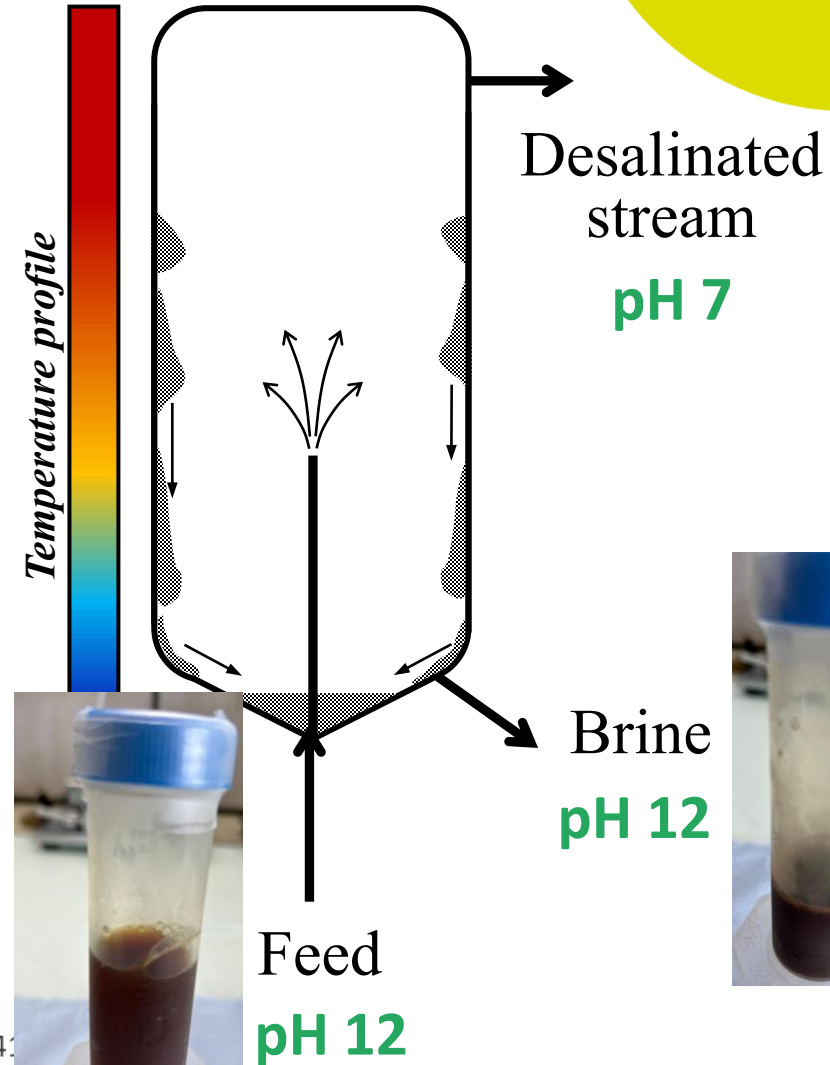 Temperature profile
Desalinated
stream
pH 7
Brine
pH 12
Feed
pH 12